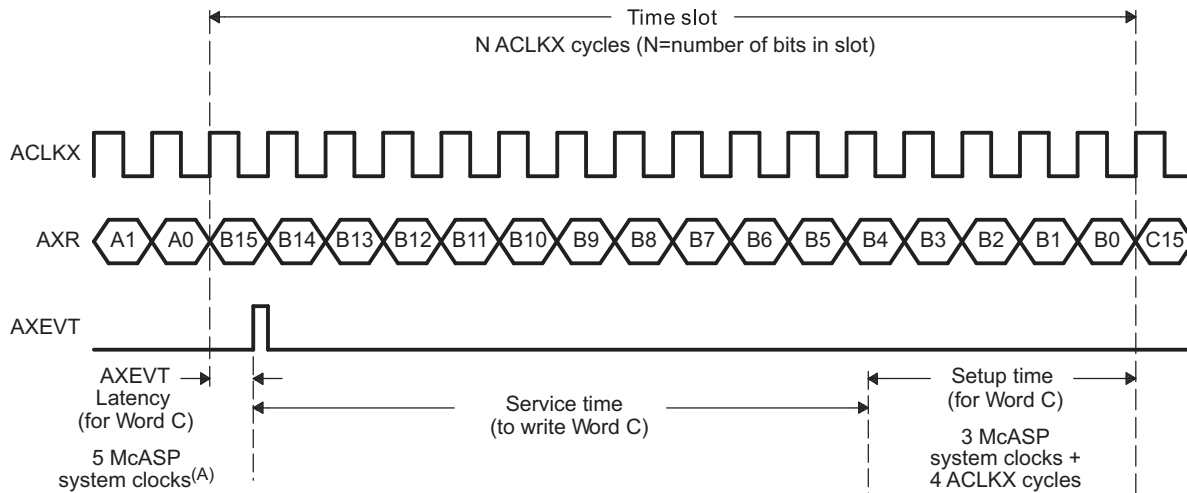 Time slot
N ACLKX cycles (N=number of bits in slot)
ACLKX
AXR
A1 A0 B15 B14 B13 B12 B11 B10 B9 B8 B7 B6 B5 B4 B3 B2 B1 B0 C15
AXEVT
AXEVT
Latency
(for Word C)
5 McASP
system clocks(A)
Service time
(to write Word C)
Setup time
(for Word C)
3 McASP
system clocks +
4 ACLKX cycles